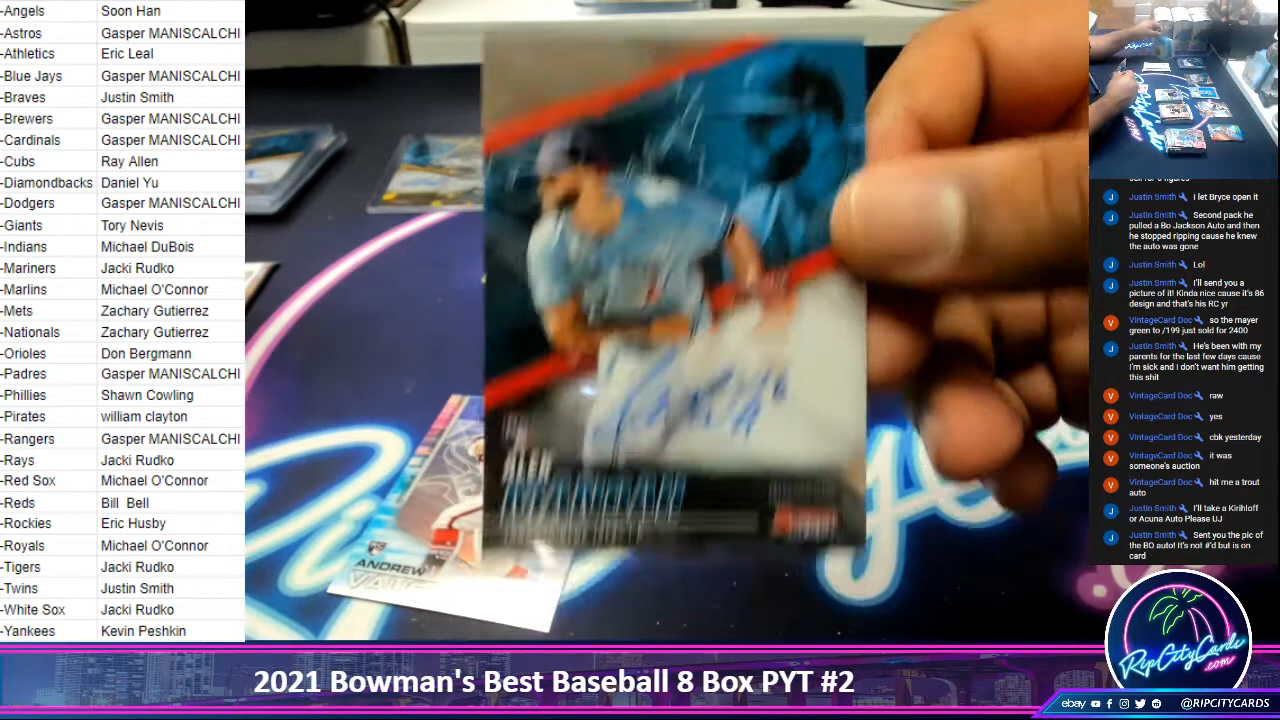 -Angels Soon Han
-Astros Gasper MANISCALCHI
-Athletics Eric Leal
-Blue Jays Gasper MANISCALCHI
-Braves Justin Smith
-Brewers Gasper MANISCALCHI
-Cardinals Gasper MANISCALCHI
-Cubs Ray Allen
-Diamondbacks Daniel Yu
-Dodgers Gasper MANISCALCHI
-Giants Tory Nevis
-Indians Michael DuBois
-Mariners Jacki Rudko
-Marlins Michael O'Connor
-Mets Zachary Gutierrez
-Nationals Zachary Gutierrez
-Orioles Don Bergmann
-Padres Gasper MANISCALCHI
-Phillies Shawn Cowling
-Pirates william clayton
-Rangers Gasper MANISCALCHI
-Rays Jacki Rudko
-Red Sox Michael O'Connor
-Reds Bill Bell
-Rockies Eric Husby
-Royals Michael O'Connor
-Tigers Jacki Rudko
-Twins Justin Smith
-White Sox Jacki Rudko
-Yankees Kevin Peshkin
ANDREW
J Justin Smith I let Bryce open it
J Justin Smith Second pack he
pulled a Bo Jackson Auto and then
he stopped ripping cause he knew
the auto was gone
J Justin Smith Lol
J Justin Smith I'll send you a
picture of it! Kinda nice cause it's 86
design and that's his RC yr
V VintageCard Doc so the mayer
green to /199 just sold for 2400
J Justin Smith He's been with my
parents for the last few days cause
I'm sick and I don't want him getting
this shit
V VintageCard Doc raw
V VintageCard Doc yes
V VintageCard Doc cbk yesterday
V VintageCard Doc it was
someone's auction
V VintageCard Doc hit me a trout
auto
J Justin Smith I'll take a Kirihloff
or Acuna Auto Please UJ
J Justin Smith Sent you the pic of
the BO auto! It's not #'d but is on
card
RipCityCards
.com
2021 Bowman's Best Baseball 8 Box PYT #2
ebay @RIPCITYCARDS